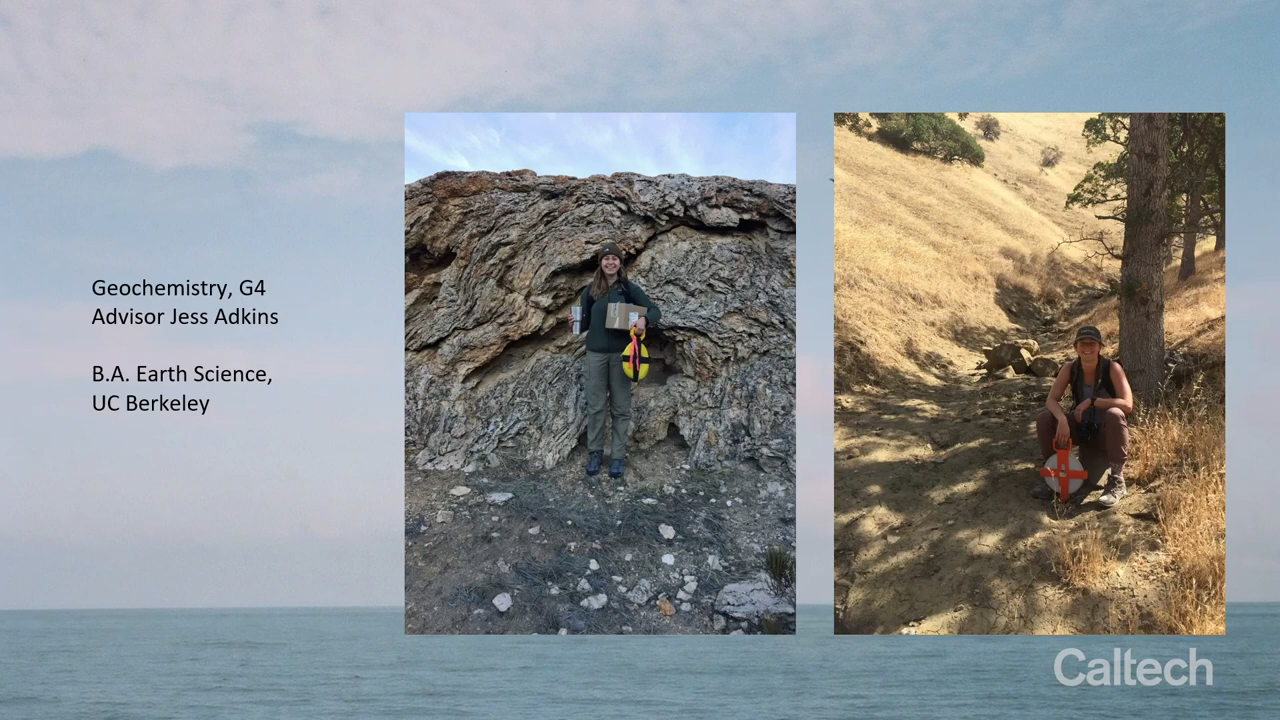 Geochemistry, G4
Advisor Jess Adkins
B.A. Earth Science,
UC Berkeley
Caltech